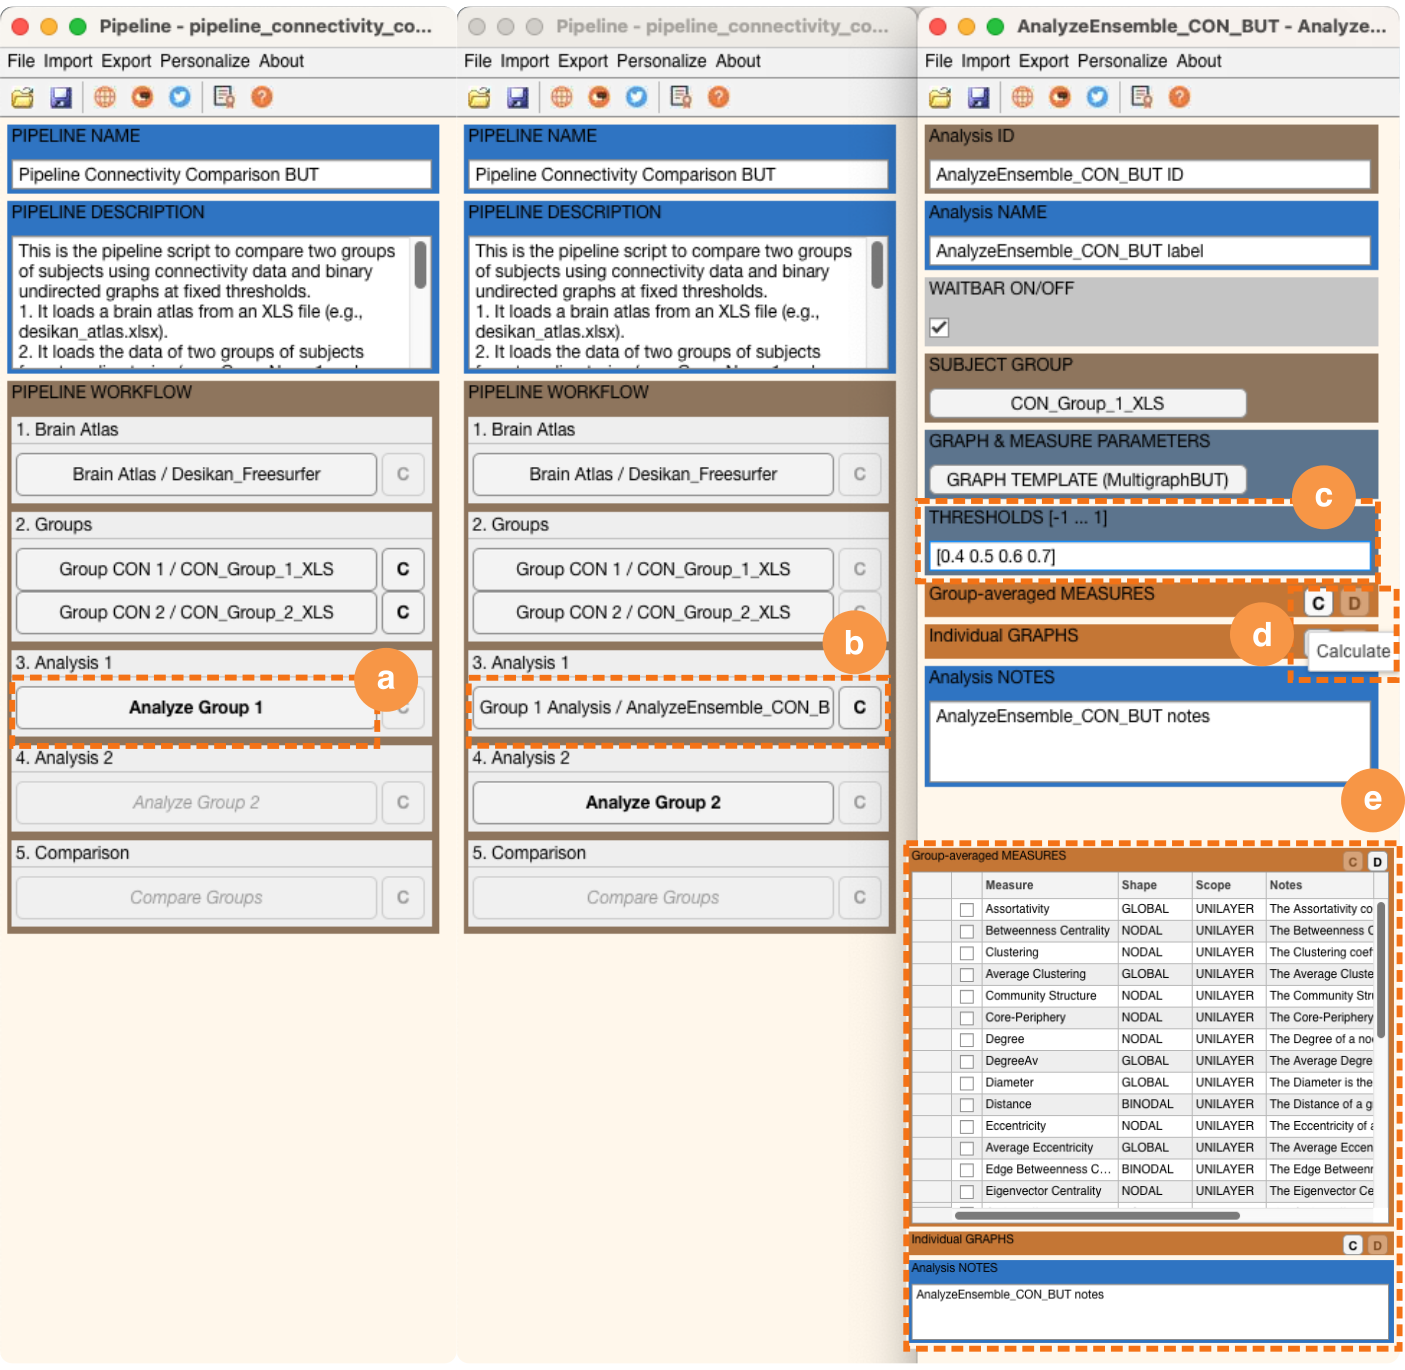 Pipeline - pipeline_connectivity_co...
File Import Export Personalize About
PIPELINE NAME
Pipeline Connectivity Comparison BUT
PIPELINE DESCRIPTION
This is the pipeline script to compare two groups
of subjects using connectivity data and binary
undirected graphs at fixed thresholds.
1. It loads a brain atlas from an XLS file (e.g.,
desikan_atlas.xlsx).
2. It loads the data of two groups of subjects
PIPELINE WORKFLOW
1. Brain Atlas
Brain Atlas / Desikan_Freesurfer C
2. Groups
Group CON 1 / CON_Group_1_XLS C
Group CON 2 / CON_Group_2_XLS C
3. Analysis 1
a
Analyze Group 1 C
4. Analysis 2
Analyze Group 2 C
5. Comparison
Compare Groups C
Pipeline - pipeline_connectivity_co...
File Import Export Personalize About
PIPELINE NAME
Pipeline Connectivity Comparison BUT
PIPELINE DESCRIPTION
This is the pipeline script to compare two groups
of subjects using connectivity data and binary
undirected graphs at fixed thresholds.
1. It loads a brain atlas from an XLS file (e.g.,
desikan_atlas.xlsx).
2. It loads the data of two groups of subjects
PIPELINE WORKFLOW
1. Brain Atlas
Brain Atlas / Desikan_Freesurfer C
2. Groups
Group CON 1 / CON_Group_1_XLS C
Group CON 2 / CON_Group_2_XLS
b
3. Analysis 1
Group 1 Analysis / AnalyzeEnsemble_CON_B C
4. Analysis 2
Analyze Group 2 C
5. Comparison
Compare Groups C
AnalyzeEnsemble_CON_BUT - Analyze...
File Import Export Personalize About
Analysis ID
AnalyzeEnsemble_CON_BUT ID
Analysis NAME
AnalyzeEnsemble_CON_BUT label
WAITBAR ON/OFF
SUBJECT GROUP
CON_Group_1_XLS
GRAPH & MEASURE PARAMETERS
GRAPH TEMPLATE (MultigraphBUT)
c
THRESHOLDS [-1 ... 1]
[0.4 0.5 0.6 0.7]
Group-averaged MEASURES C D
d
Individual GRAPHS
Calculate
Analysis NOTES
AnalyzeEnsemble_CON_BUT notes
e
Group-averaged MEASURES C D
Measure Shape Scope Notes
Assortativity GLOBAL UNILAYER The Assortativity co
Betweenness Centrality NODAL UNILAYER The Betweenness C
Clustering NODAL UNILAYER The Clustering coef
Average Clustering GLOBAL UNILAYER The Average Cluste
Community Structure NODAL UNILAYER The Community Str
Core-Periphery NODAL UNILAYER The Core-Periphery
Degree NODAL UNILAYER The Degree of a no
DegreeAv GLOBAL UNILAYER The Average Degre
Diameter GLOBAL UNILAYER The Diameter is the
Distance BINODAL UNILAYER The Distance of a g
Eccentricity NODAL UNILAYER The Eccentricity of a
Average Eccentricity GLOBAL UNILAYER The Average Eccen
Edge Betweenness C... BINODAL UNILAYER The Edge Betweenn
Eigenvector Centrality NODAL UNILAYER The Eigenvector Ce
Individual GRAPHS C D
Analysis NOTES
AnalyzeEnsemble_CON_BUT notes